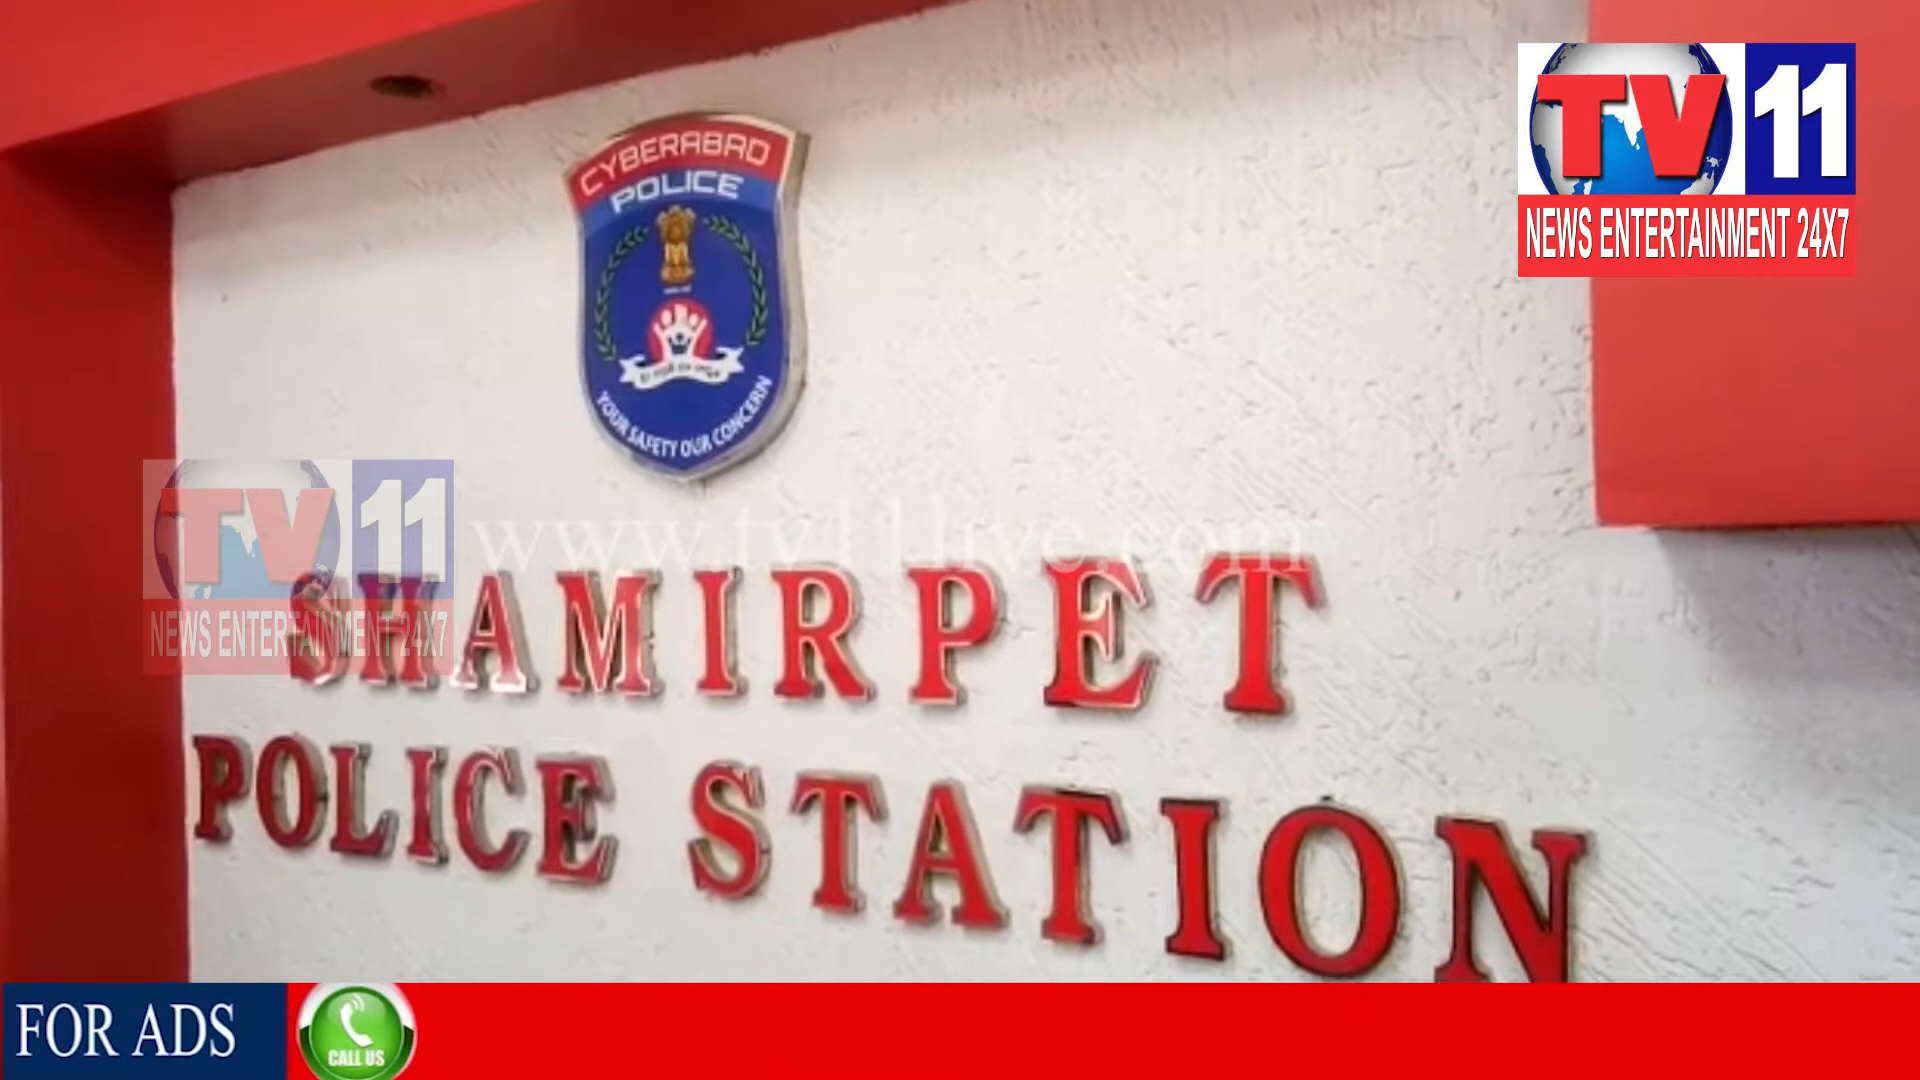 CYBERABAD
POLICE
YOUR SAFETY OUR CONCERN
TV 11
NEWS ENTERTAINMENT 24X7
TV 11
NEWS ENTERTAINMENT 24X7
www.tv11live.com
SHAMIRPET
POLICE STATION
FOR ADS
CALL US